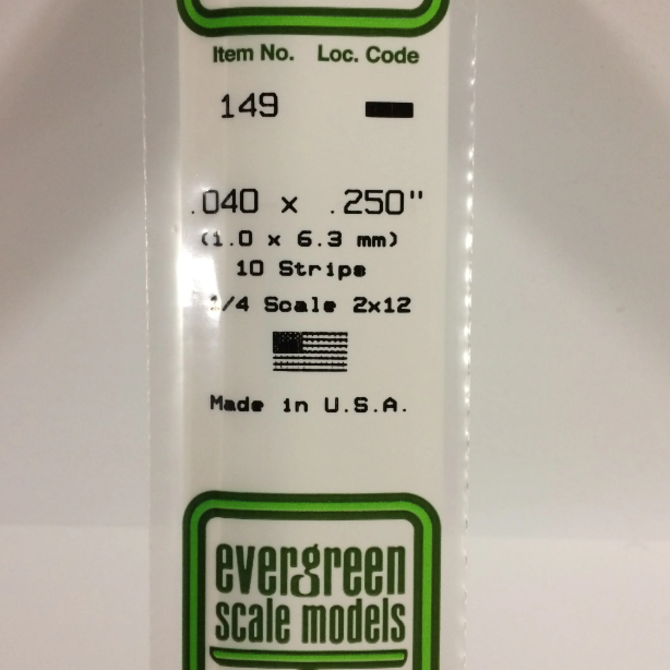 Item No. Loc. Code
149
.040 x .250"
(1.0 x 6.3 mm)
10 Strips
1/4 Scale 2x12
Made in U.S.A.
evergreen
scale models